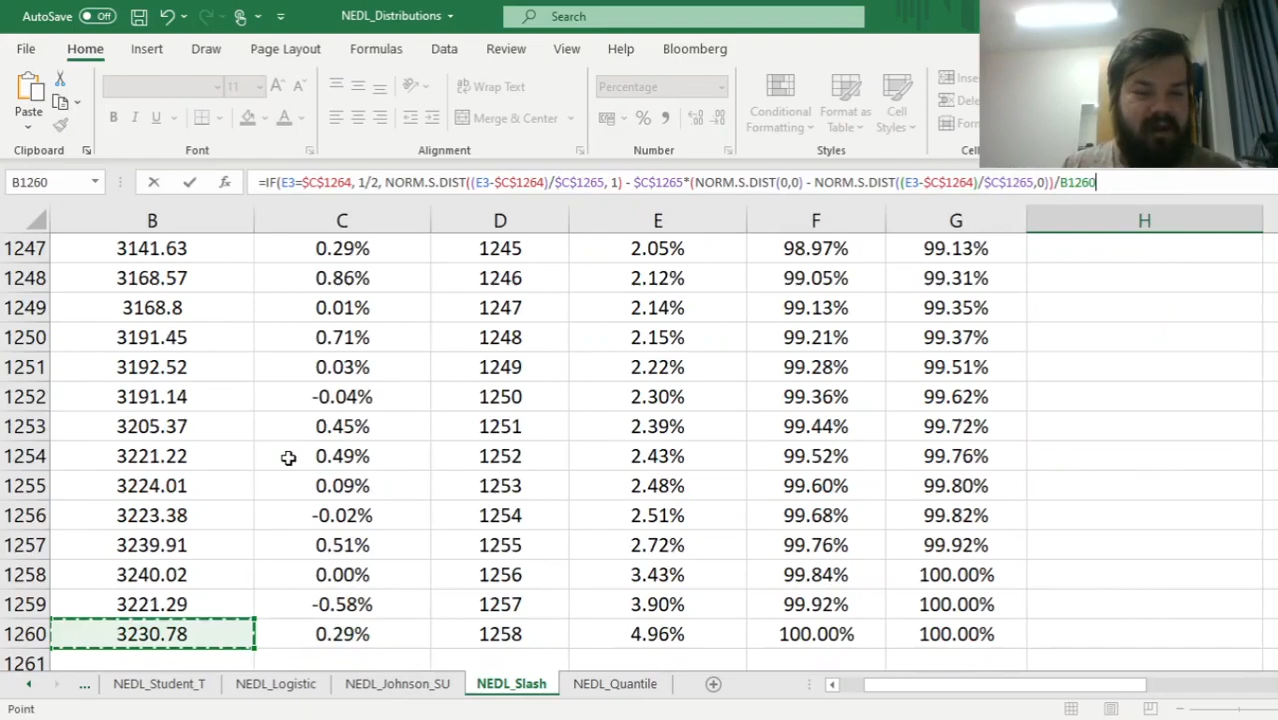 AutoSave Off NEDL_Distributions Search
File Home Insert Draw Page Layout Formulas Data Review View Help Bloomberg
Paste 11 A A Wrap Text Percentage Conditional Formatting Format as Table Cell Styles
B I U A Merge & Center % 9
Clipboard Font Alignment Number Styles
B1260 fx =IF(E3=$C$1264, 1/2, NORM.S.DIST((E3-$C$1264)/$C$1265, 1) - $C$1265*(NORM.S.DIST(0,0) - NORM.S.DIST((E3-$C$1264)/$C$1265,0))/B1260
B C D E F G H
1247 3141.63 0.29% 1245 2.05% 98.97% 99.13%
1248 3168.57 0.86% 1246 2.12% 99.05% 99.31%
1249 3168.8 0.01% 1247 2.14% 99.13% 99.35%
1250 3191.45 0.71% 1248 2.15% 99.21% 99.37%
1251 3192.52 0.03% 1249 2.22% 99.28% 99.51%
1252 3191.14 -0.04% 1250 2.30% 99.36% 99.62%
1253 3205.37 0.45% 1251 2.39% 99.44% 99.72%
1254 3221.22 0.49% 1252 2.43% 99.52% 99.76%
1255 3224.01 0.09% 1253 2.48% 99.60% 99.80%
1256 3223.38 -0.02% 1254 2.51% 99.68% 99.82%
1257 3239.91 0.51% 1255 2.72% 99.76% 99.92%
1258 3240.02 0.00% 1256 3.43% 99.84% 100.00%
1259 3221.29 -0.58% 1257 3.90% 99.92% 100.00%
1260 3230.78 0.29% 1258 4.96% 100.00% 100.00%
1261
... NEDL_Student_T NEDL_Logistic NEDL_Johnson_SU NEDL_Slash NEDL_Quantile
Point